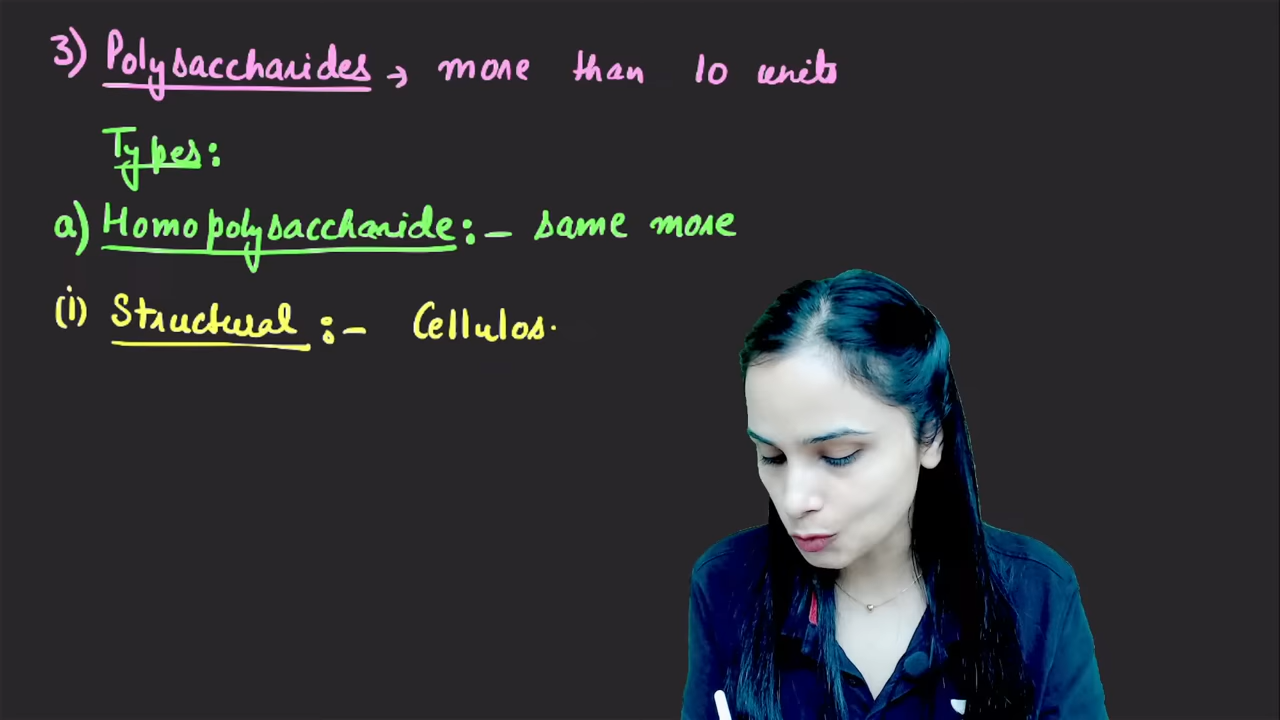 3) Polysaccharides → more than 10 units
Types:
a) Homopolysaccharide :- same more
(i) Structural :- Cellulos